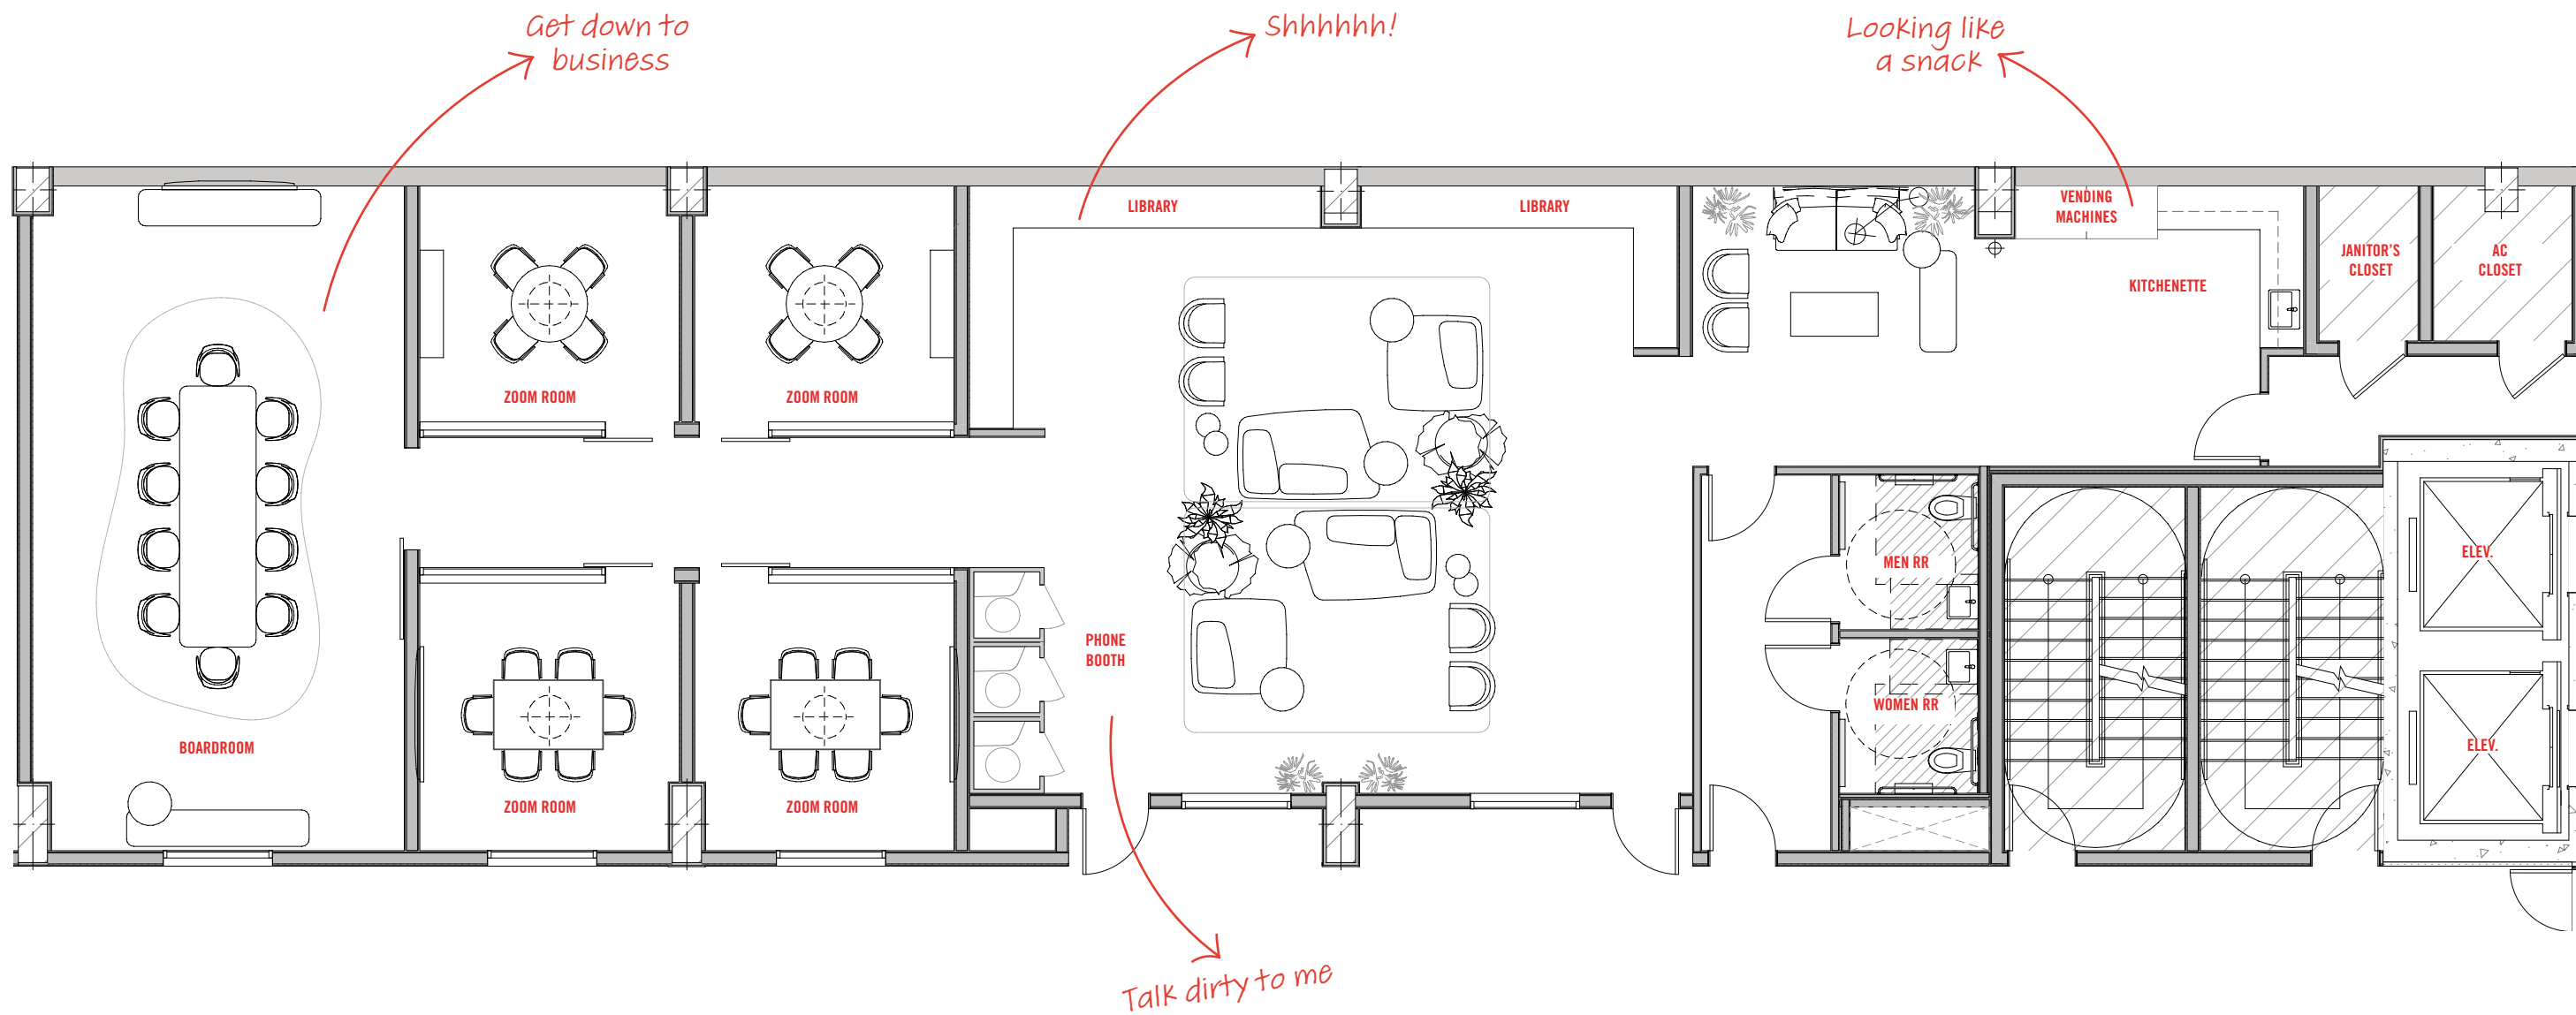 Get down to
business
Shhhhhh!
Looking like
a snack
LIBRARY
LIBRARY
VENDING
MACHINES
JANITOR'S
CLOSET
AC
CLOSET
KITCHENETTE
ZOOM ROOM
ZOOM ROOM
ELEV.
MEN RR
PHONE
BOOTH
WOMEN RR
BOARDROOM
ELEV.
ZOOM ROOM
ZOOM ROOM
Talk dirty to me